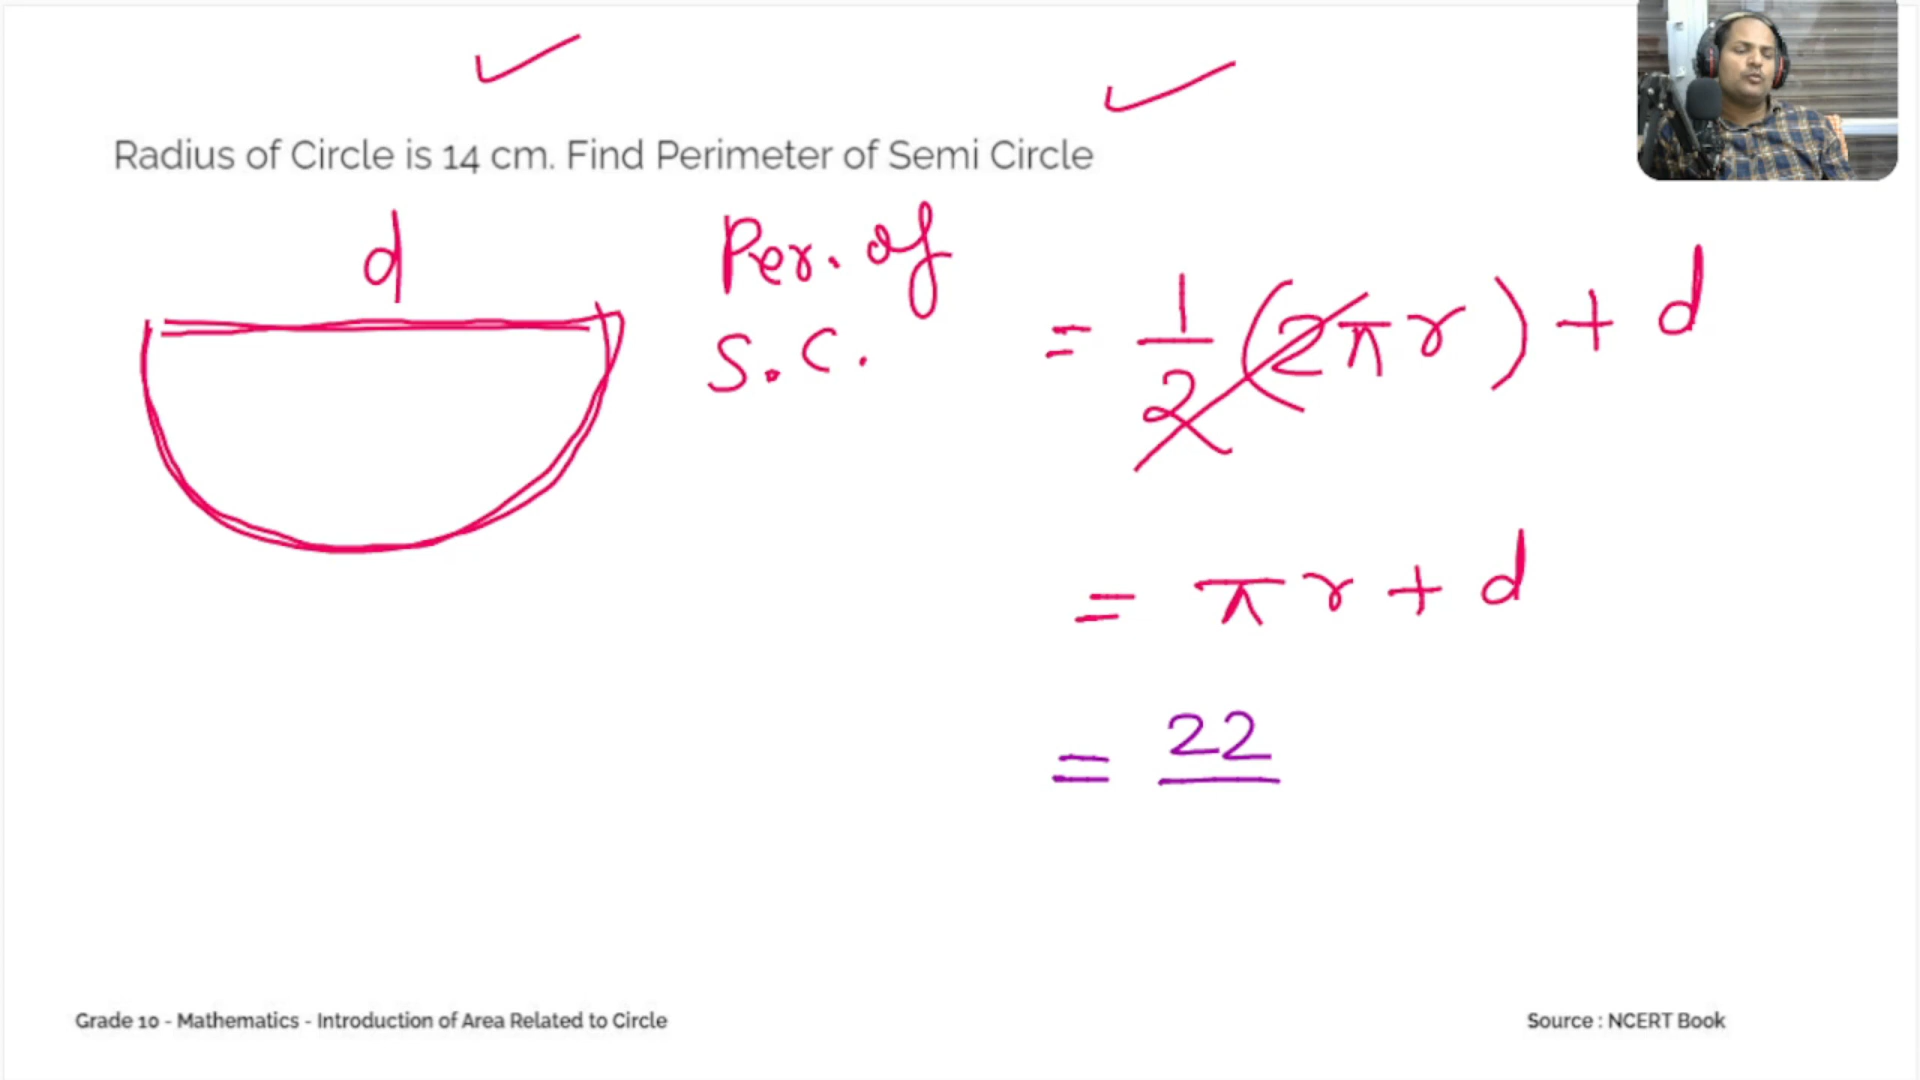 Radius of Circle is 14 cm. Find Perimeter of Semi Circle
d
Per. of
S.C.
= 1/2 (2πr) + d
= πr + d
= 22
Grade 10 - Mathematics - Introduction of Area Related to Circle
Source : NCERT Book